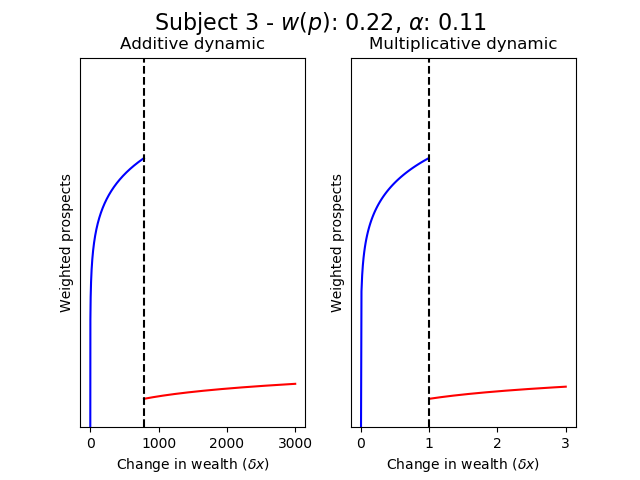 Subject 3 - w(p): 0.22, α: 0.11
Additive dynamic
Multiplicative dynamic
Weighted prospects
Weighted prospects
0 1000 2000 3000
0 1 2 3
Change in wealth (δx)
Change in wealth (δx)